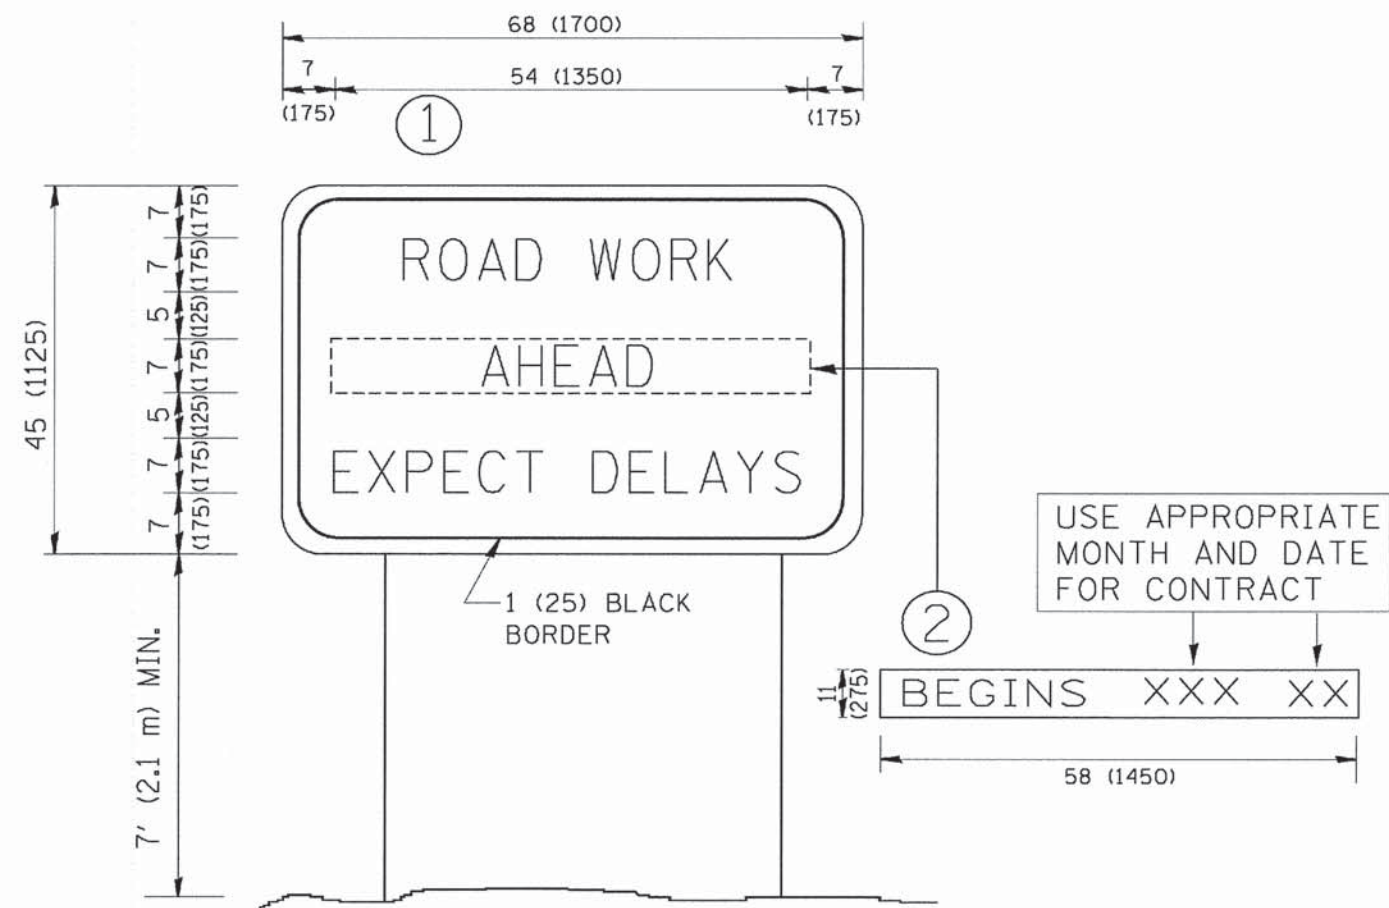 68 (1700)
7
54 (1350)
7
(175)
(175)
1
45 (1125)
7 (175)
7 (175)
5 (125)
7 (175)
5 (125)
7 (175)
7 (175)
ROAD WORK
AHEAD
EXPECT DELAYS
1 (25) BLACK
BORDER
7' (2.1 m) MIN.
2
USE APPROPRIATE
MONTH AND DATE
FOR CONTRACT
11
(275)
BEGINS XXX XX
58 (1450)